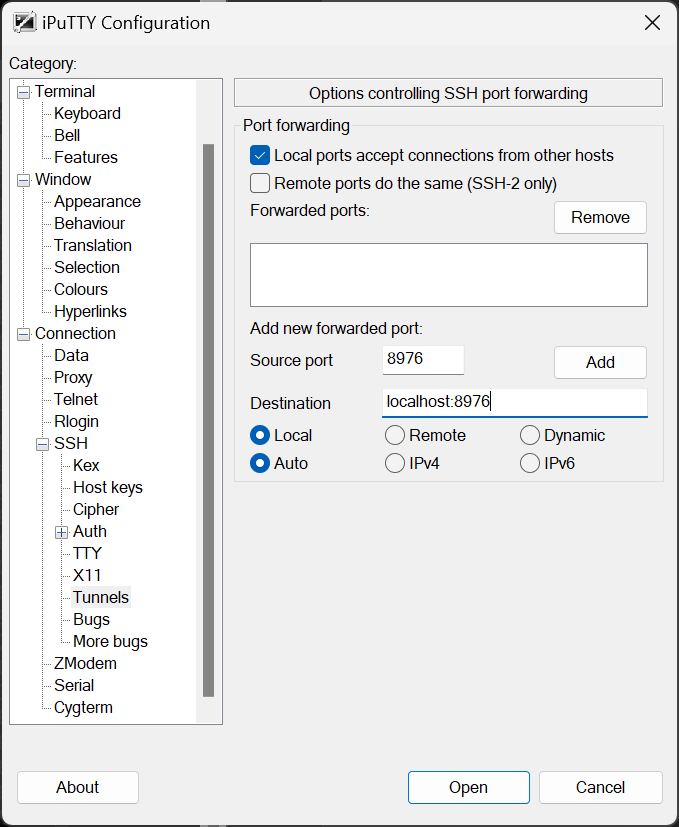 iPuTTY Configuration
Category:
Terminal
Keyboard
Bell
Features
Window
Appearance
Behaviour
Translation
Selection
Colours
Hyperlinks
Connection
Data
Proxy
Telnet
Rlogin
SSH
Kex
Host keys
Cipher
Auth
TTY
X11
Tunnels
Bugs
More bugs
ZModem
Serial
Cygterm
Options controlling SSH port forwarding
Port forwarding
Local ports accept connections from other hosts
Remote ports do the same (SSH-2 only)
Forwarded ports:
Remove
Add new forwarded port:
Source port 8976 Add
Destination localhost:8976
Local Remote Dynamic
Auto IPv4 IPv6
About Open Cancel